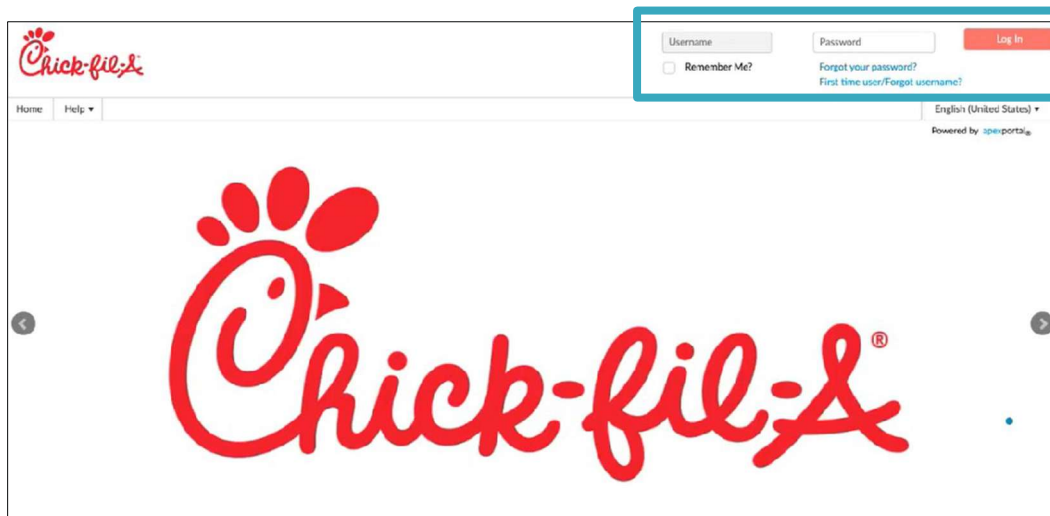 Chick-fil-A
Username
Password
Log In
Remember Me?
Forgot your password?
First time user/Forgot username?
Home
Help
English (United States)
Powered by apexportal®
Chick-fil-A®